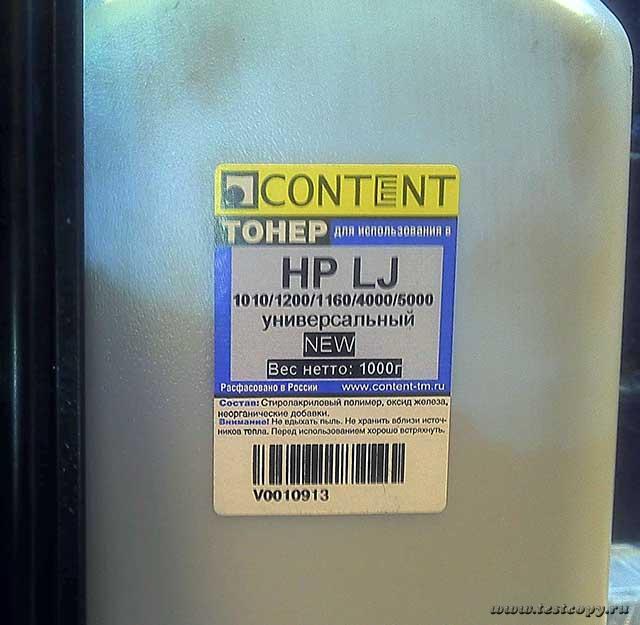 CONTENT
ТОНЕР для использования в
HP LJ
1010/1200/1160/4000/5000
универсальный
NEW
Вес нетто: 1000г
Расфасовано в России www.content-tm.ru
Состав: Стиролакриловый полимер, оксид железа,
неорганические добавки.
Внимание! Не вдыхать пыль. Не хранить вблизи источ-
ников тепла. Перед использованием хорошо встряхнуть.
V0010913
www.testcopy.ru